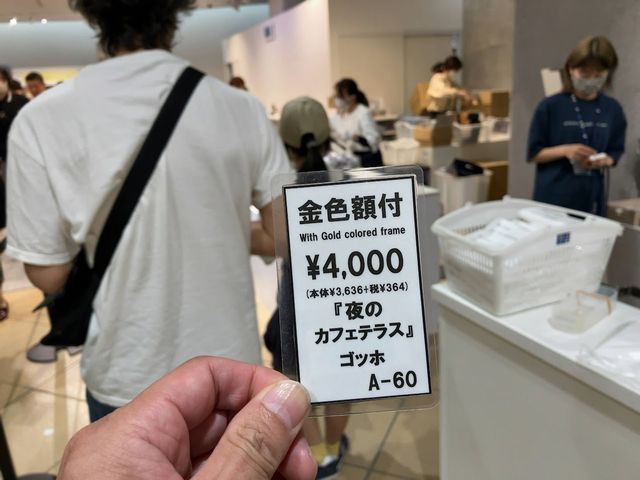 金色額付
With Gold colored frame
¥4,000
(本体¥3,636+税¥364)
『夜の
カフェテラス』
ゴッホ
A-60